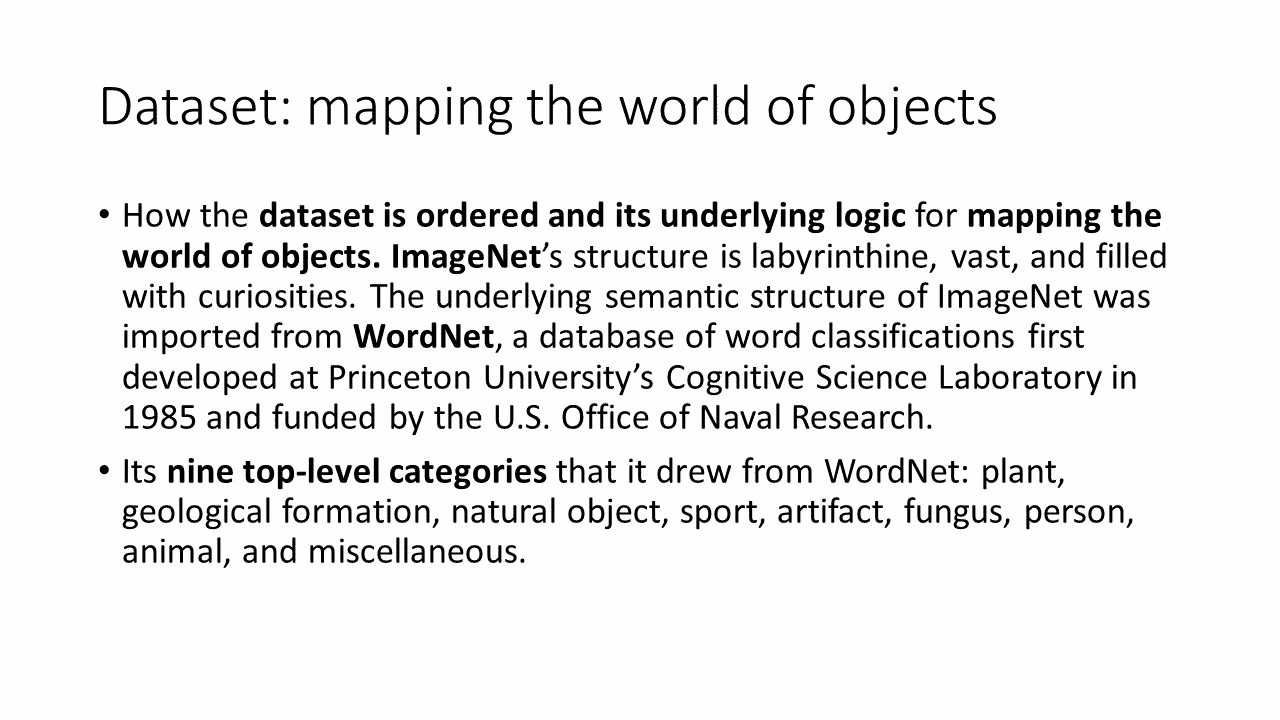 Dataset: mapping the world of objects
• How the dataset is ordered and its underlying logic for mapping the
world of objects. ImageNet’s structure is labyrinthine, vast, and filled
with curiosities. The underlying semantic structure of ImageNet was
imported from WordNet, a database of word classifications first
developed at Princeton University’s Cognitive Science Laboratory in
1985 and funded by the U.S. Office of Naval Research.
• Its nine top-level categories that it drew from WordNet: plant,
geological formation, natural object, sport, artifact, fungus, person,
animal, and miscellaneous.